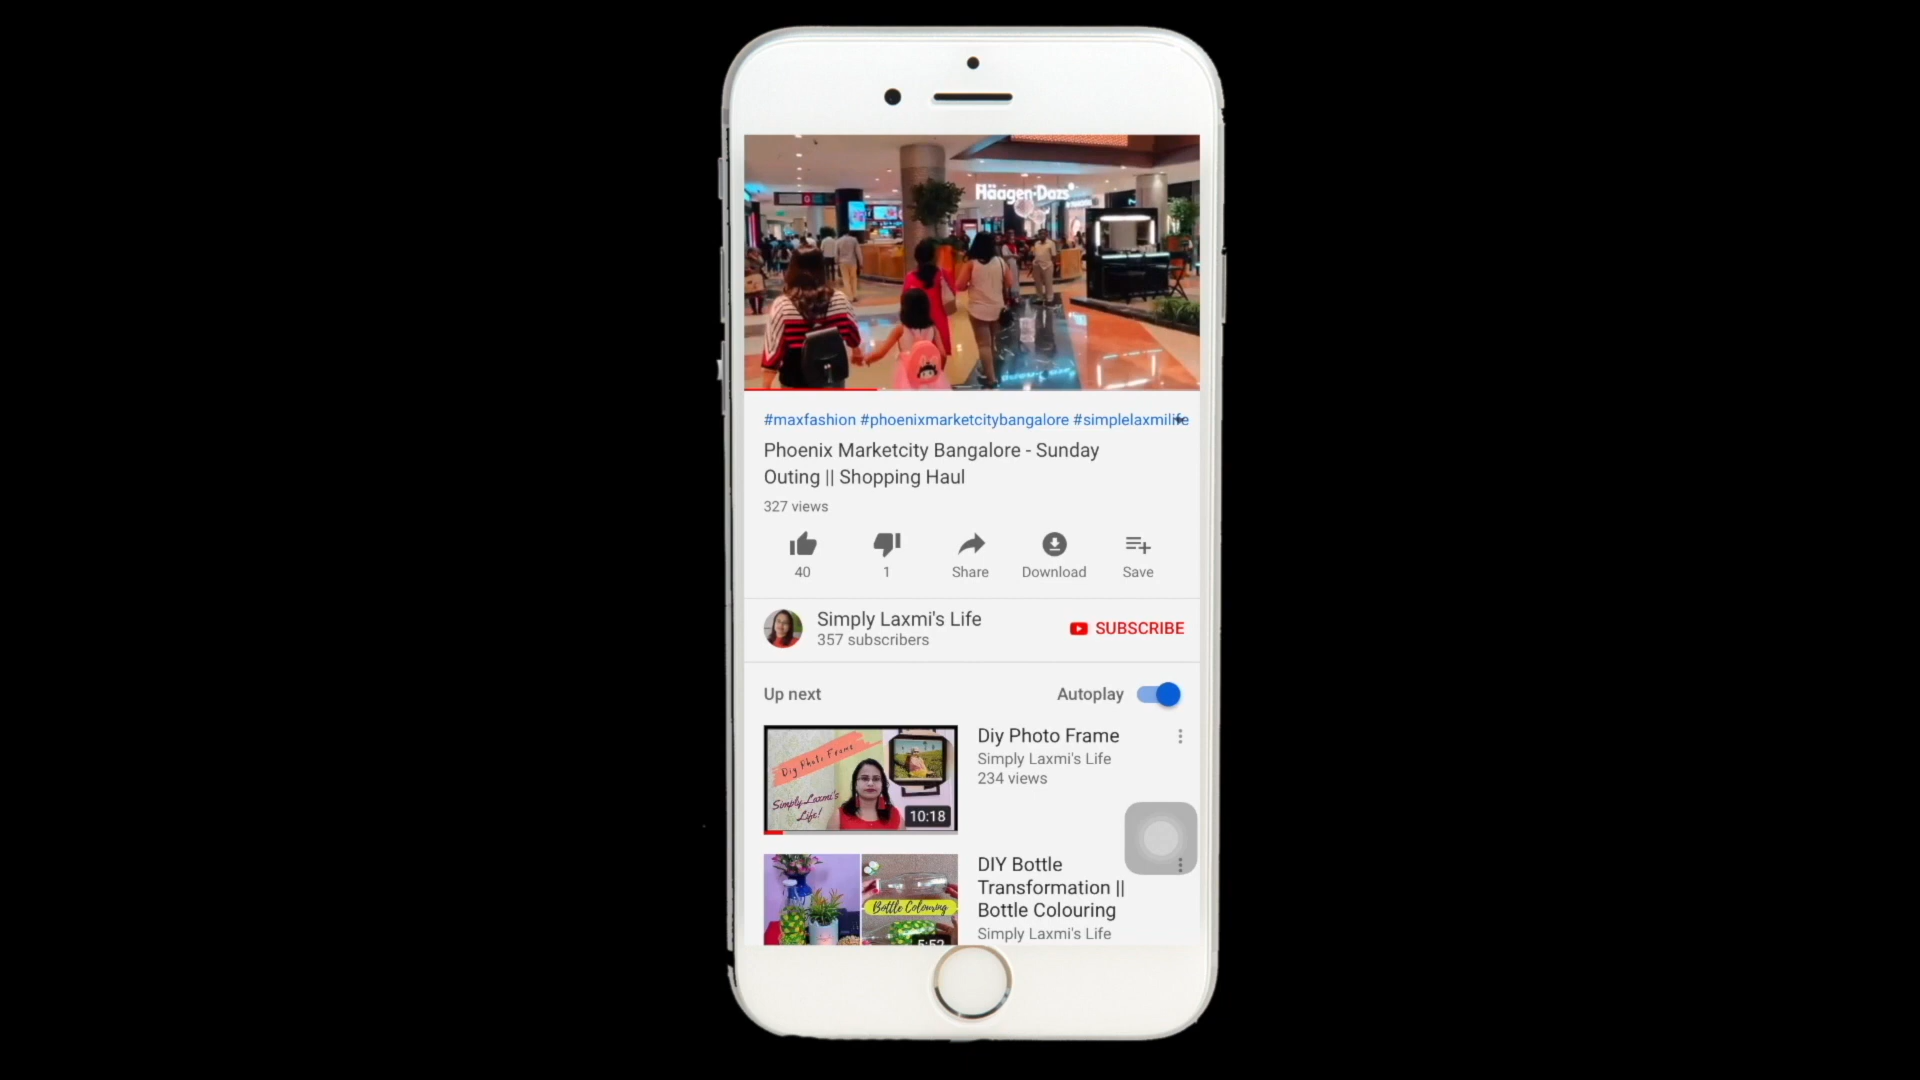 Häagen-Dazs
#maxfashion #phoenixmarketcitybangalore #simplelaxmilife
Phoenix Marketcity Bangalore - Sunday
Outing || Shopping Haul
327 views
40
1
Share
Download
Save
Simply Laxmi's Life
357 subscribers
SUBSCRIBE
Up next
Autoplay
Diy Photo Frame
Simply Laxmi's
Life!
10:18
Diy Photo Frame
Simply Laxmi's Life
234 views
Bottle Colouring
5:52
DIY Bottle
Transformation ||
Bottle Colouring
Simply Laxmi's Life